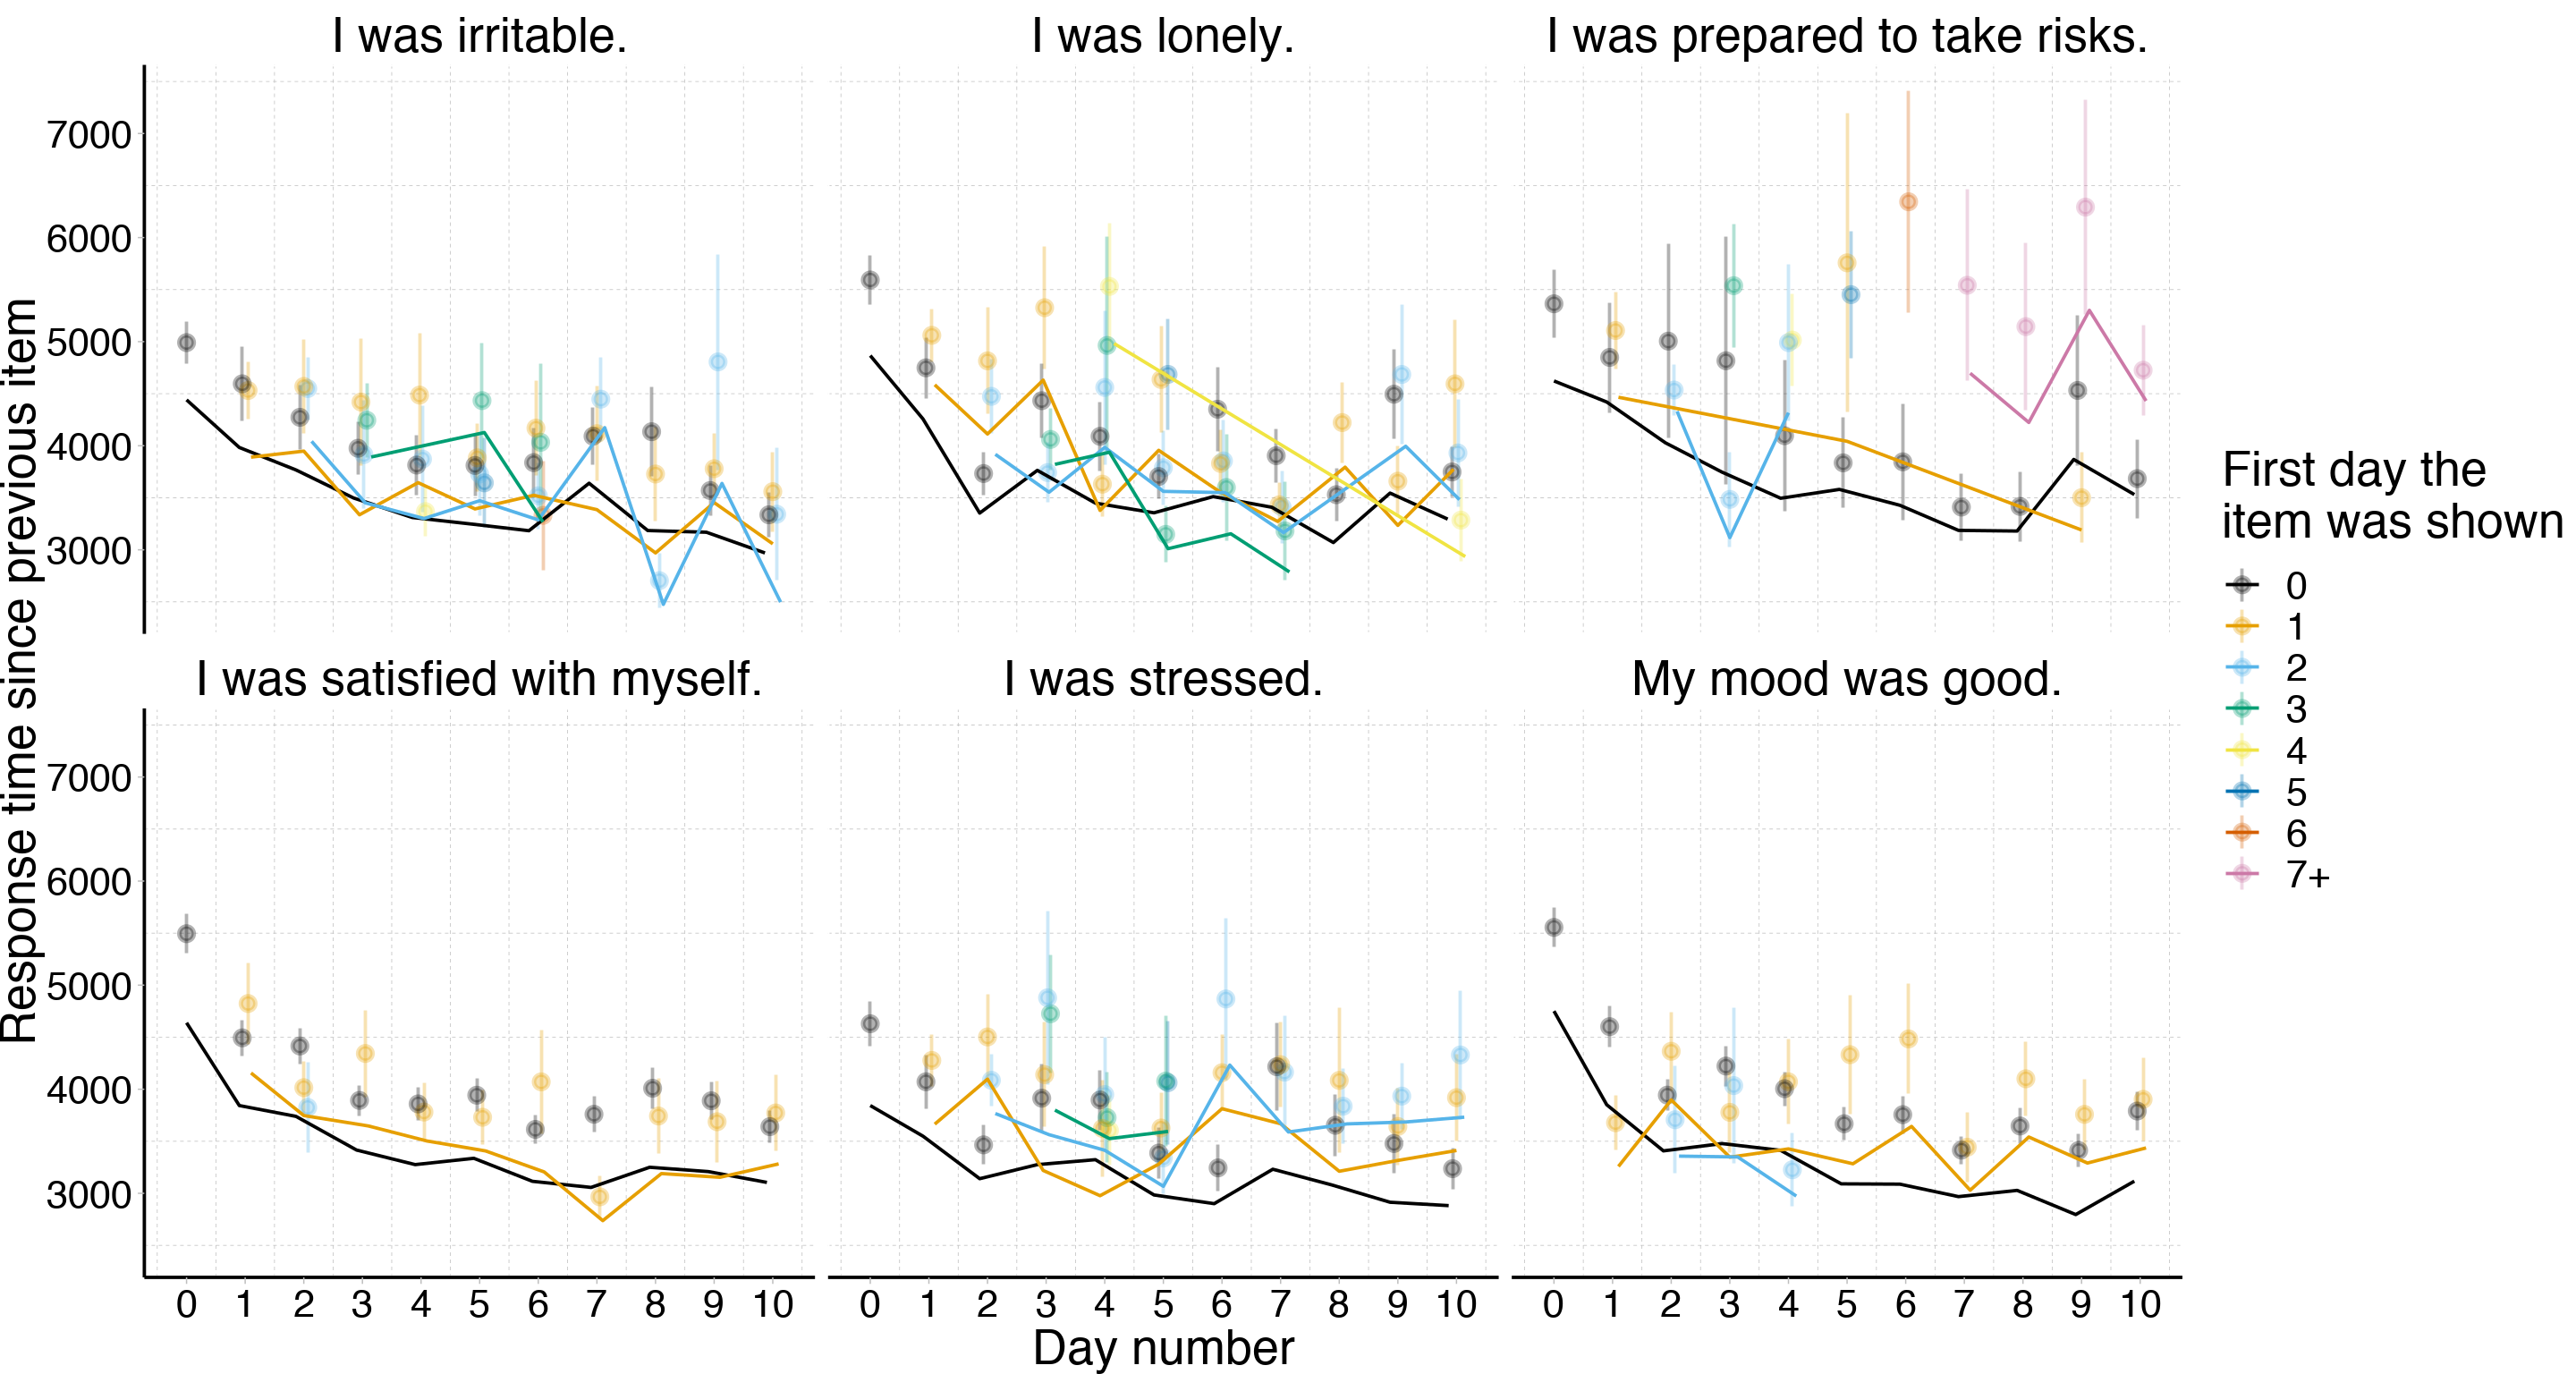 I was irritable.
I was lonely.
I was prepared to take risks.
7000
6000
5000
4000
3000
I was satisfied with myself.
I was stressed.
My mood was good.
7000
6000
5000
4000
3000
0 1 2 3 4 5 6 7 8 9 10
0 1 2 3 4 5 6 7 8 9 10
0 1 2 3 4 5 6 7 8 9 10
Day number
Response time since previous item
First day the
item was shown
0
1
2
3
4
5
6
7+